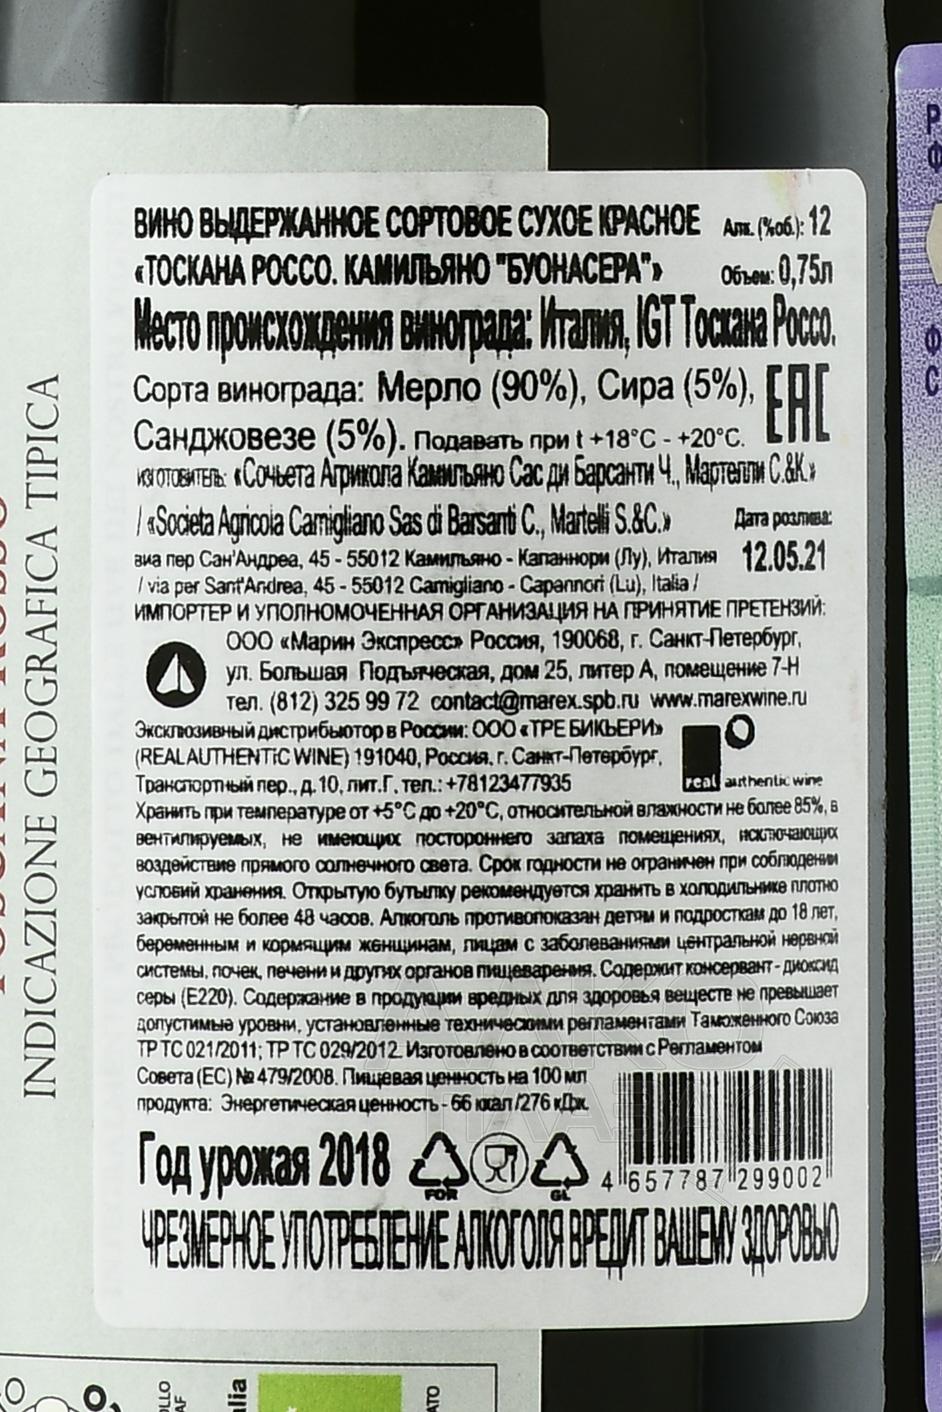 ВИНО ВЫДЕРЖАННОЕ СОРТОВОЕ СУХОЕ КРАСНОЕ Алк. (%об.): 12
«ТОСКАНА РОССО. КАМИЛЬЯНО "БУОНАСЕРА"» Объем: 0,75л
Место происхождения винограда: Италия, IGT Тоскана Россо.
Сорта винограда: Мерло (90%), Сира (5%),
Санджовезе (5%). Подавать при t +18°C - +20°C.
EAC
изготовитель: «Сочьета Агрикола Камильяно Сас ди Барсанти Ч., Мартелли С.&К.»
/ «Societa Agricola Camigliano Sas di Barsanti C., Martelli S.&C.» Дата розлива:
12.05.21
виа пер Сан'Андреа, 45 - 55012 Камильяно - Капаннори (Лу), Италия
/ via per Sant'Andrea, 45 - 55012 Camigliano - Capannori (Lu), Italia /
ИМПОРТЕР И УПОЛНОМОЧЕННАЯ ОРГАНИЗАЦИЯ НА ПРИНЯТИЕ ПРЕТЕНЗИЙ:
ООО «Марин Экспресс» Россия, 190068, г. Санкт-Петербург,
ул. Большая Подъяческая, дом 25, литер А, помещение 7-Н
тел. (812) 325 99 72 contact@marex.spb.ru www.marexwine.ru
Эксклюзивный дистрибьютор в России: ООО «ТРЕ БИКЬЕРИ»
(REAL AUTHENTIC WINE) 191040, Россия, г. Санкт-Петербург,
Транспортный пер., д.10, лит.Г, тел.: +78123477935
real authentic wine
Хранить при температуре от +5°C до +20°C, относительной влажности не более 85%, в
вентилируемых, не имеющих постороннего запаха помещениях, исключающих
воздействие прямого солнечного света. Срок годности не ограничен при соблюдении
условий хранения. Открытую бутылку рекомендуется хранить в холодильнике плотно
закрытой не более 48 часов. Алкоголь противопоказан детям и подросткам до 18 лет,
беременным и кормящим женщинам, лицам с заболеваниями центральной нервной
системы, почек, печени и других органов пищеварения. Содержит консервант - диоксид
серы (E220). Содержание в продукции вредных для здоровья веществ не превышает
допустимые уровни, установленные техническими регламентами Таможенного Союза
ТР ТС 021/2011; ТР ТС 029/2012. Изготовлено в соответствии с Регламентом
Совета (ЕС) № 479/2008. Пищевая ценность на 100 мл
продукта: Энергетическая ценность - 66 ккал /276 кДж.
Год урожая 2018
FOR
GL
4 657787 299002
ЧРЕЗМЕРНОЕ УПОТРЕБЛЕНИЕ АЛКОГОЛЯ ВРЕДИТ ВАШЕМУ ЗДОРОВЬЮ
INDICAZIONE GEOGRAFICA TIPICA